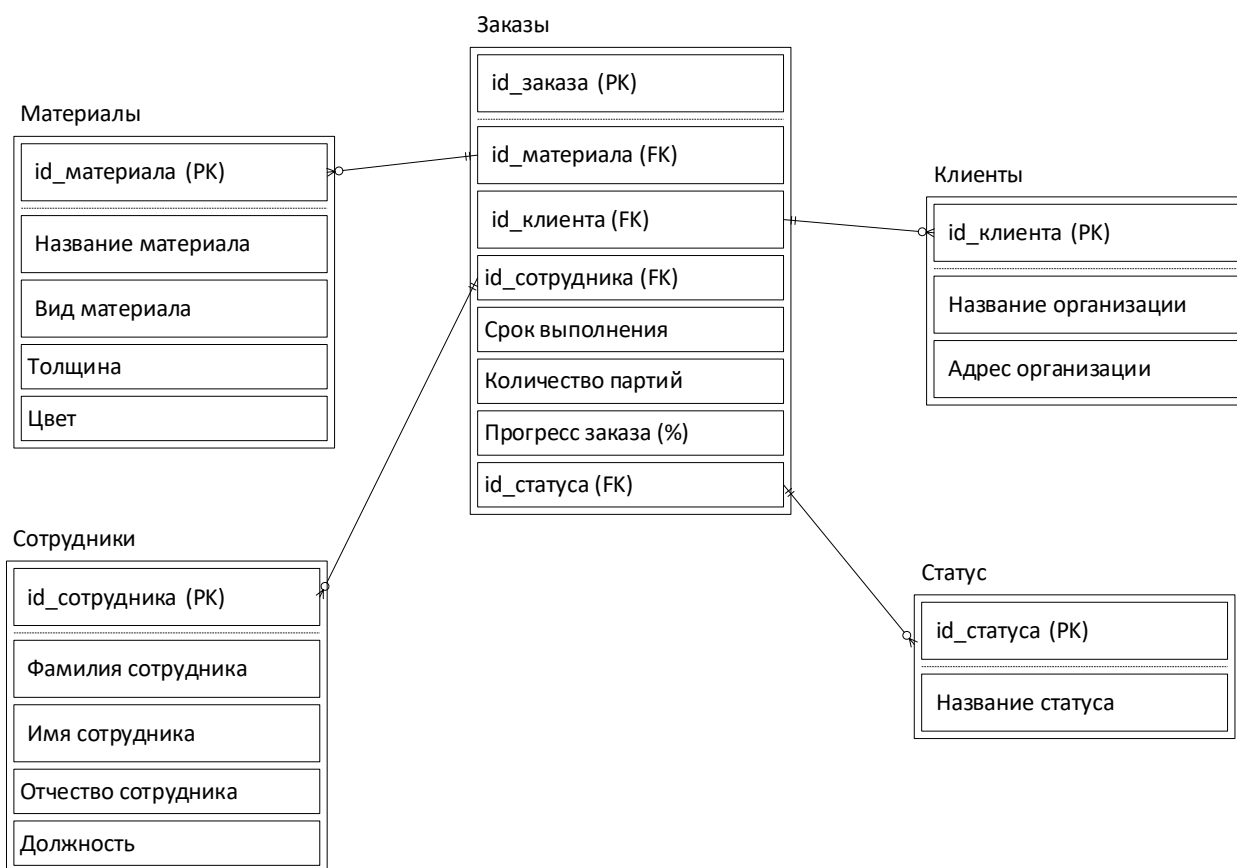 Заказы
id_заказа (PK)
id_материала (FK)
id_клиента (FK)
id_сотрудника (FK)
Срок выполнения
Количество партий
Прогресс заказа (%)
id_статуса (FK)
Материалы
id_материала (PK)
Название материала
Вид материала
Толщина
Цвет
Клиенты
id_клиента (PK)
Название организации
Адрес организации
Сотрудники
id_сотрудника (PK)
Фамилия сотрудника
Имя сотрудника
Отчество сотрудника
Должность
Статус
id_статуса (PK)
Название статуса